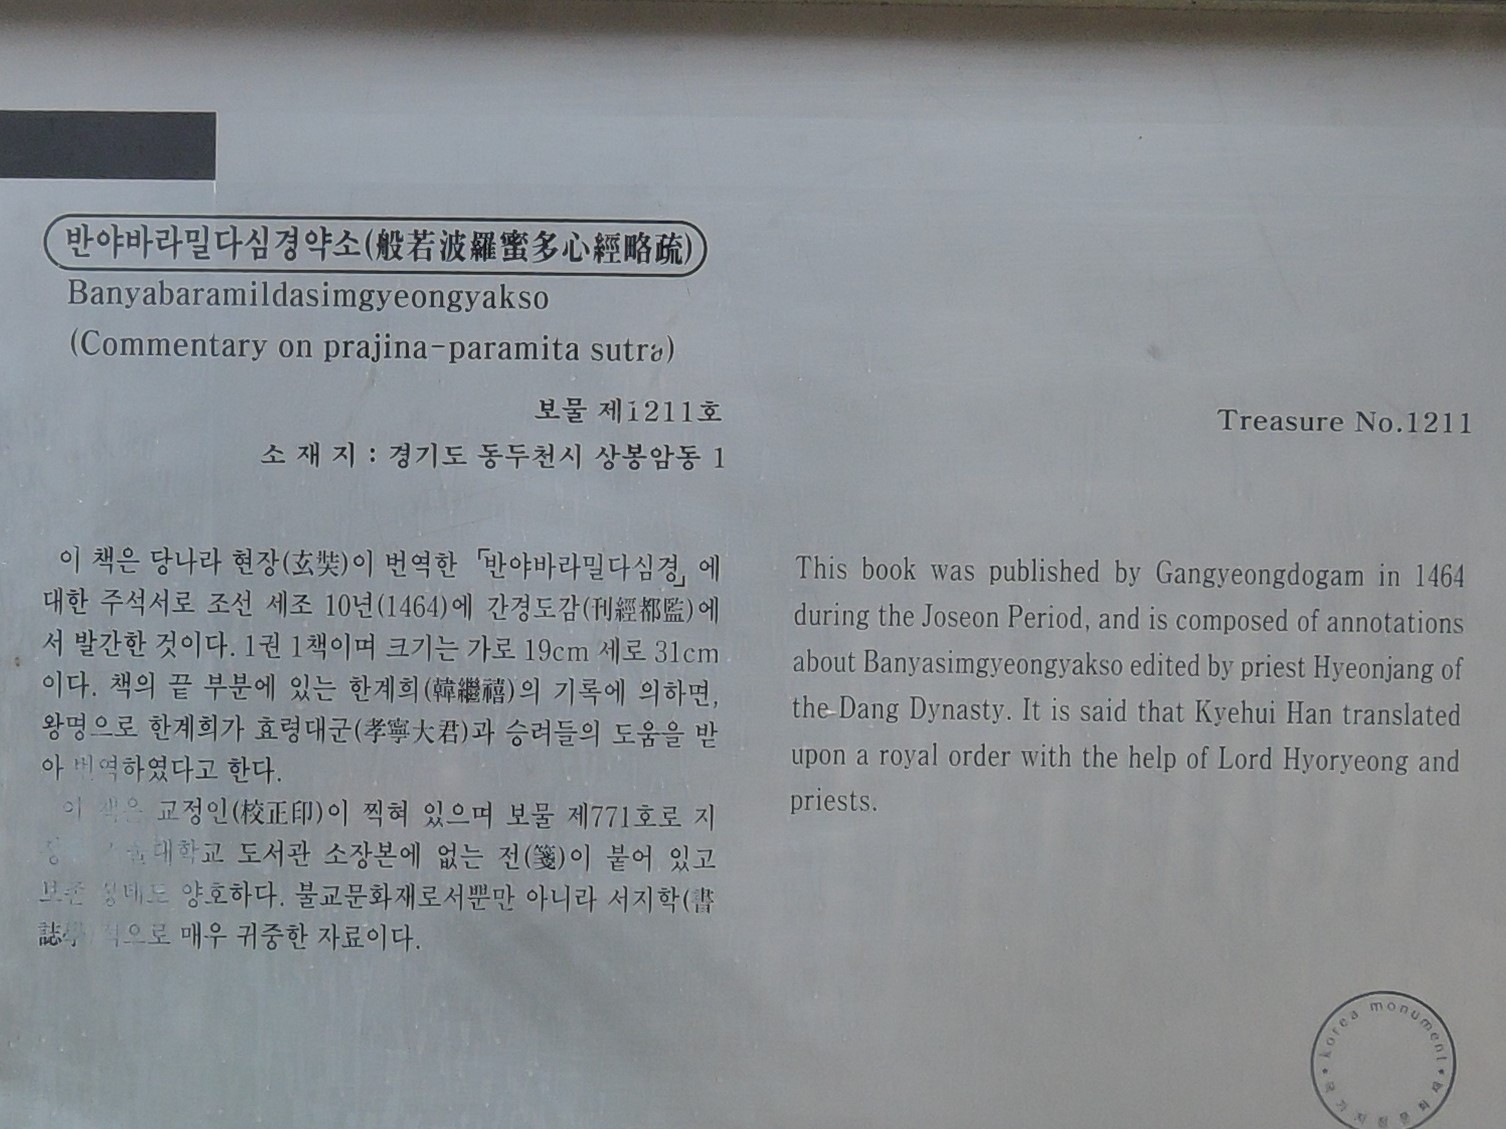 반야바라밀다심경약소(般若波羅蜜多心經略疏)
Banyabaramildasimgyeongyakso
(Commentary on prajina-paramita sutra)
보물 제1211호
소 재 지 : 경기도 동두천시 상봉암동 1
이 책은 당나라 현장(玄奘)이 번역한 「반야바라밀다심경」에
대한 주석서로 조선 세조 10년(1464)에 간경도감(刊經都監)에
서 발간한 것이다. 1권 1책이며 크기는 가로 19cm 세로 31cm
이다. 책의 끝 부분에 있는 한계희(韓繼禧)의 기록에 의하면,
왕명으로 한계희가 효령대군(孝寧大君)과 승려들의 도움을 받
아 번역하였다고 한다.
이 책은 교정인(校正印)이 찍혀 있으며 보물 제771호로 지
서울대학교 도서관 소장본에 없는 전(箋)이 붙어 있고
보존 상태도 양호하다. 불교문화재로서뿐만 아니라 서지학(書
誌學)적으로 매우 귀중한 자료이다.
Treasure No.1211
This book was published by Gangyeongdogam in 1464
during the Joseon Period, and is composed of annotations
about Banyasimgyeongyakso edited by priest Hyeonjang of
the Dang Dynasty. It is said that Kyehui Han translated
upon a royal order with the help of Lord Hyoryeong and
priests.
korea monument